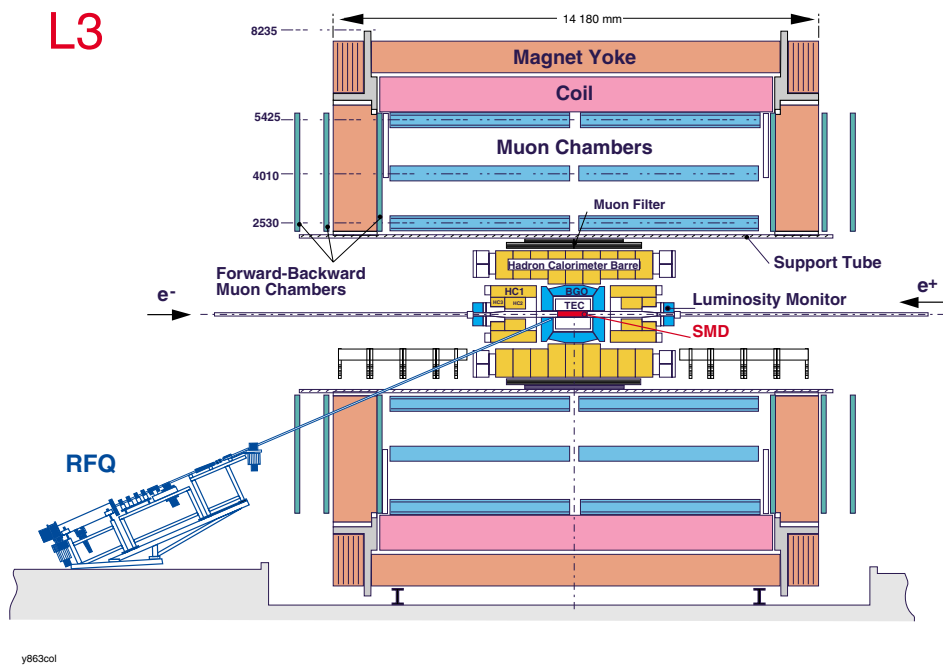 L3
14 180 mm
8235
Magnet Yoke
Coil
5425
Muon Chambers
4010
Muon Filter
2530
Hadron Calorimeter Barrel
Support Tube
Forward-Backward
Muon Chambers
e-
e+
HC1
BGO
HC3
HC2
TEC
Luminosity Monitor
SMD
RFQ
y863col